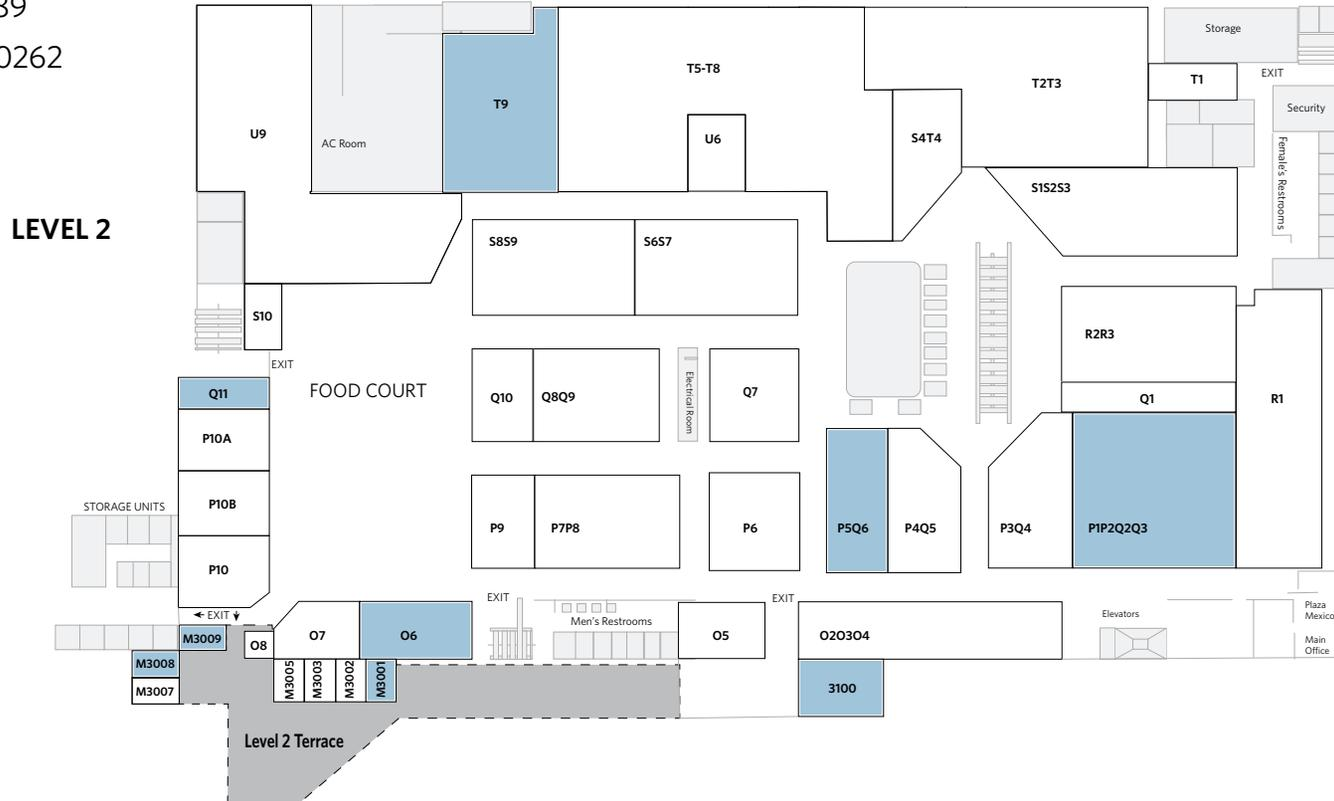 39
0262
LEVEL 2
Storage
EXIT
T1
T2T3
T5-T8
T9
U6
U9
AC Room
S4T4
Security
Female's Restrooms
S1S2S3
S8S9
S6S7
S10
EXIT
FOOD COURT
Q11
P10A
P10B
P10
Q10
Q8Q9
Electrical Room
Q7
R2R3
Q1
R1
P9
P7P8
P6
P5Q6
P4Q5
P3Q4
P1P2Q2Q3
STORAGE UNITS
EXIT
M3009
M3008
M3007
O8
O7
O6
M3005
M3003
M3002
M3001
EXIT
Men's Restrooms
O5
EXIT
O2O3O4
3100
Elevators
Plaza
Mexico
Main
Office
Level 2 Terrace